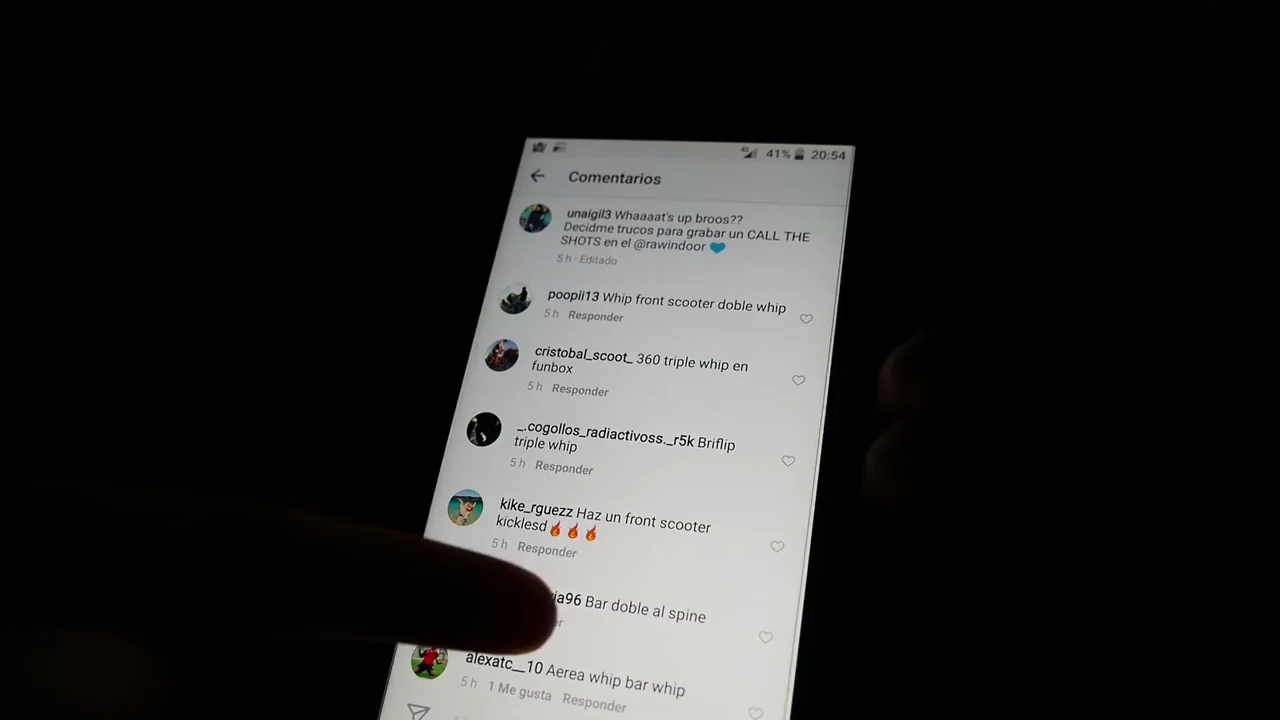 41% 20:54
Comentarios
unaigil3 Whaaaat's up broos??
Decidme trucos para grabar un CALL THE
SHOTS en el @rawindoor 💙
5 h · Editado
poopii13 Whip front scooter doble whip
5 h Responder
cristobal_scoot_ 360 triple whip en
funbox
5 h Responder
_.cogollos_radiactivoss._r5k Briflip
triple whip
5 h Responder
kike_rguezz Haz un front scooter
kicklesd🔥🔥🔥
5 h Responder
Bar doble al spine
alexatc__10 Aerea whip bar whip
5 h 1 Me gusta Responder